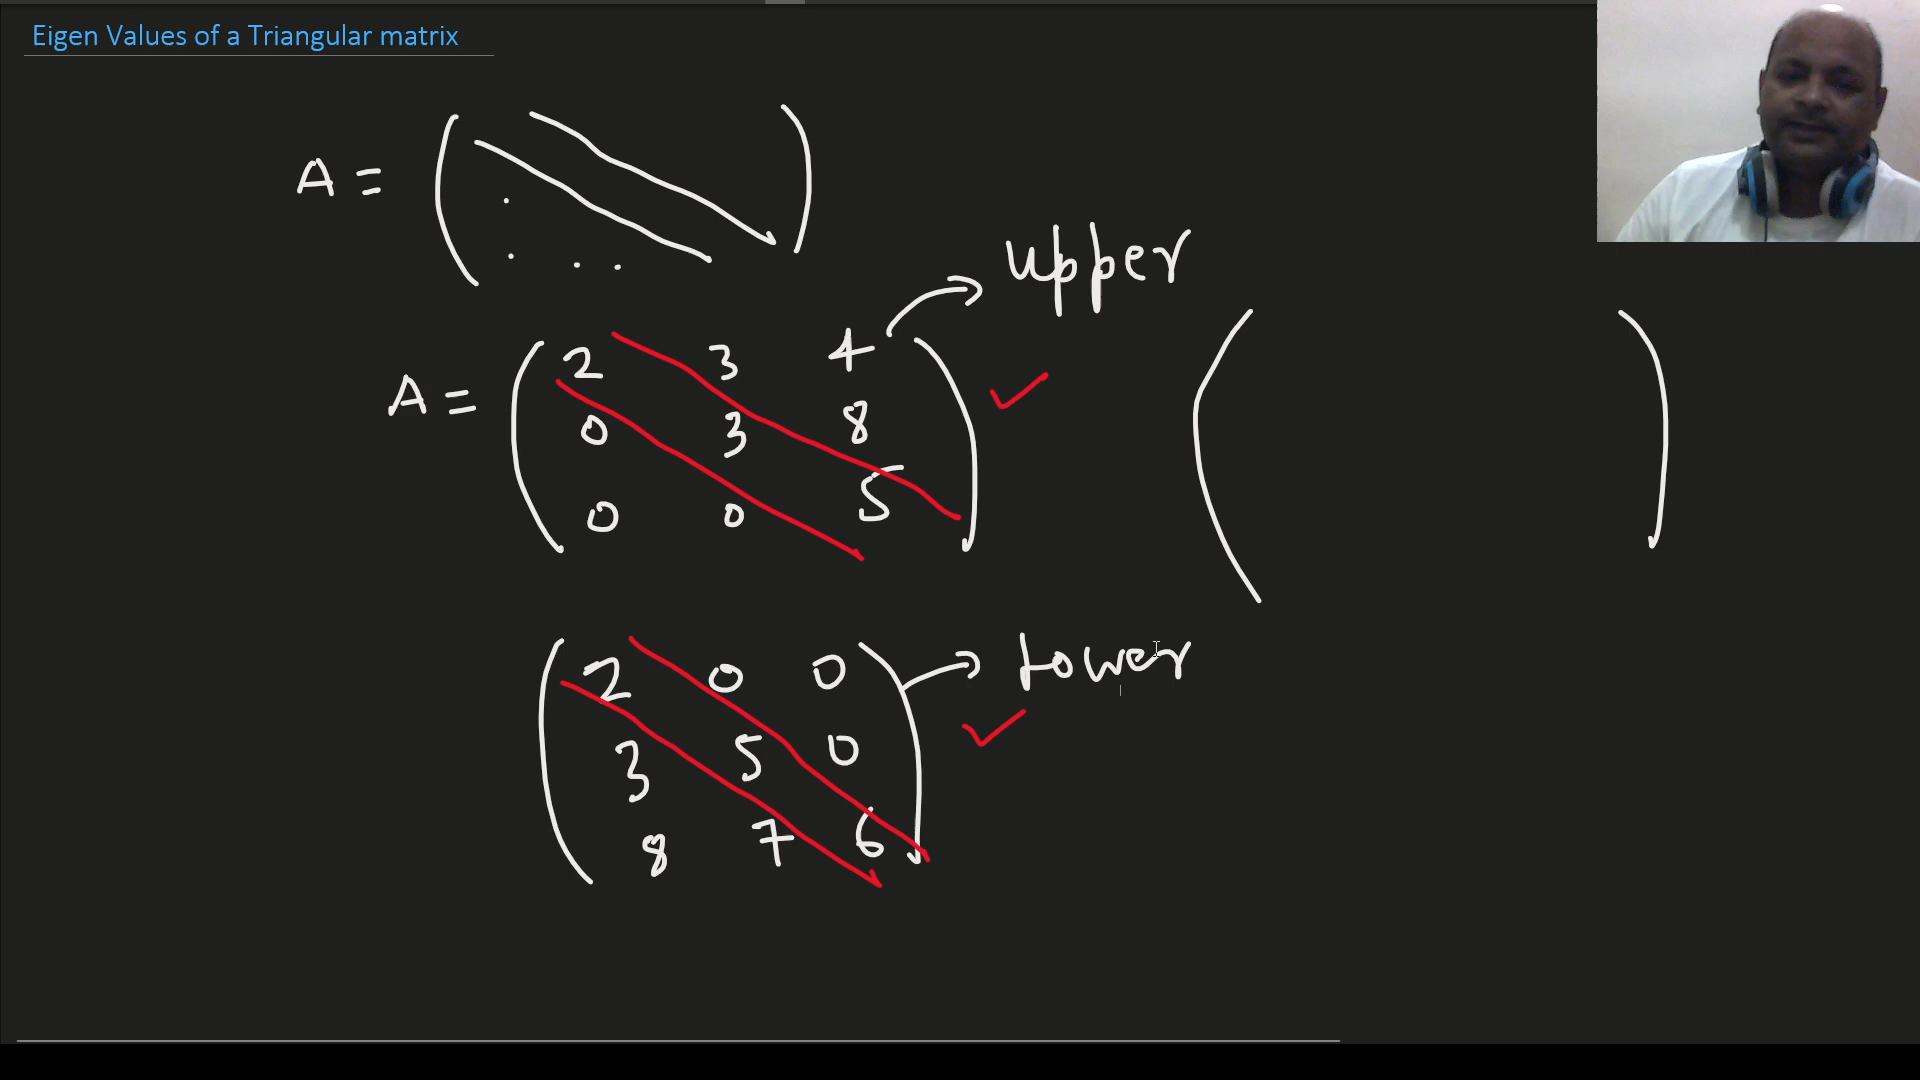 Eigen Values of a Triangular matrix
A =
upper
A =
2 3 4
0 3 8
0 0 5
2 0 0
lower
3 5 0
8 7 6